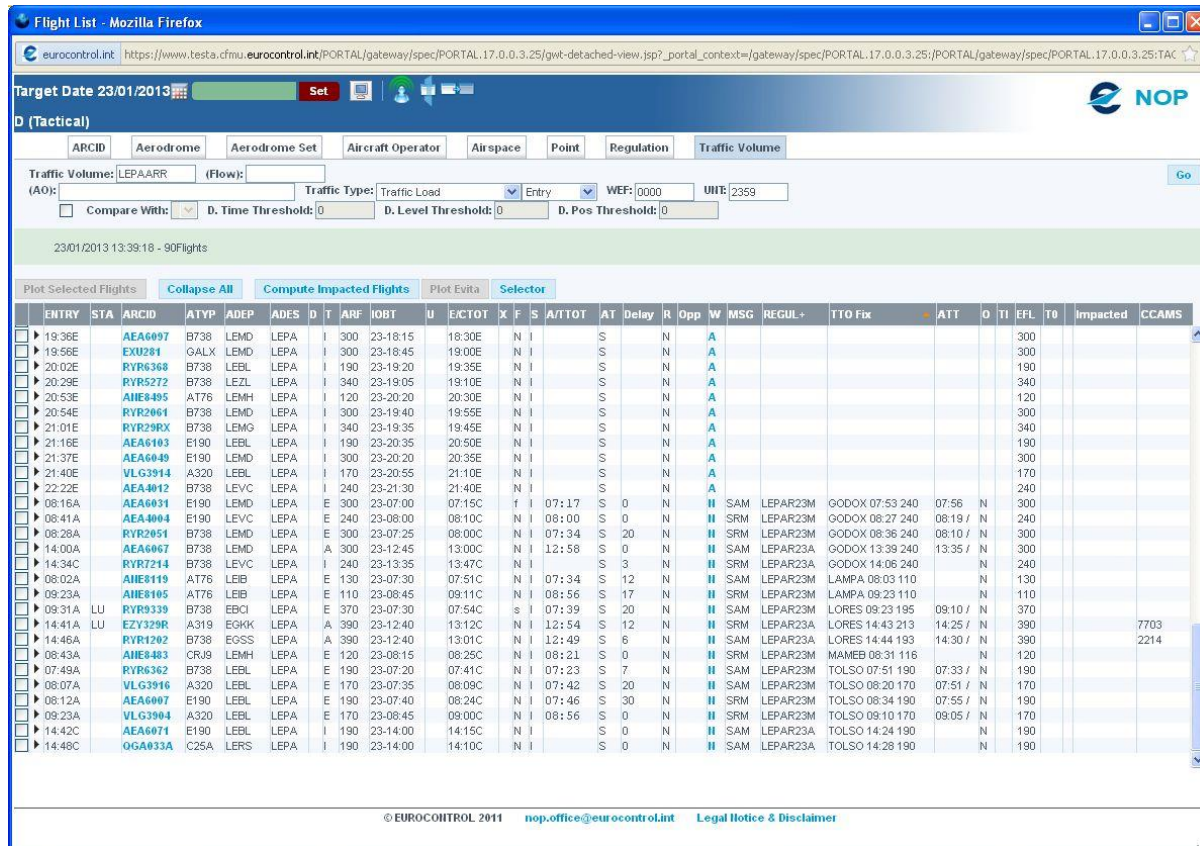 Flight List - Mozilla Firefox
eurocontrol.int https://www.testa.cfmu.eurocontrol.int/PORTAL/gateway/spec/PORTAL.17.0.0.3.25/gwt-detached-view.jsp?_portal_context=/gateway/spec/PORTAL.17.0.0.3.25:/PORTAL/gateway/spec/PORTAL.17.0.0.3.25:TAC
Target Date 23/01/2013 Set NOP
D (Tactical)
ARCID Aerodrome Aerodrome Set Aircraft Operator Airspace Point Regulation Traffic Volume
Traffic Volume: LEPAARR (Flow): Go
(AO): Traffic Type: Traffic Load Entry WEF: 0000 UNT: 2359
Compare With: D. Time Threshold: 0 D. Level Threshold: 0 D. Pos Threshold: 0
23/01/2013 13:39:18 - 90Flights
Plot Selected Flights Collapse All Compute Impacted Flights Plot Evita Selector
ENTRY STA ARCID ATYP ADEP ADES D T ARF IOBT U E/CTOT X F S A/TTOT AT Delay R Opp W MSG REGUL+ TTO Fix ATT O TI EFL T0 Impacted CCAMS
19:36E AEA6097 B738 LEMD LEPA I 300 23-18:15 18:30E N I S N A 300
19:56E EXU281 GALX LEMD LEPA I 300 23-18:45 19:00E N I S N A 300
20:02E RYR6368 B738 LEBL LEPA I 190 23-19:20 19:35E N I S N A 190
20:29E RYR5272 B738 LEZL LEPA I 340 23-19:05 19:10E N I S N A 340
20:53E ANE8495 AT76 LEMH LEPA I 120 23-20:20 20:30E N I S N A 120
20:54E RYR2061 B738 LEMD LEPA I 300 23-19:40 19:55E N I S N A 300
21:01E RYR29RX B738 LEMG LEPA I 340 23-19:35 19:45E N I S N A 340
21:16E AEA6103 E190 LEBL LEPA I 190 23-20:35 20:50E N I S N A 190
21:37E AEA6049 E190 LEMD LEPA I 300 23-20:20 20:35E N I S N A 300
21:40E VLG3914 A320 LEBL LEPA I 170 23-20:55 21:10E N I S N A 170
22:22E AEA4012 B738 LEVC LEPA I 240 23-21:30 21:40E N I S N A 240
08:16A AEA6031 E190 LEMD LEPA E 300 23-07:00 07:15C f I 07:17 S 0 N N SAM LEPAR23M GODOX 07:53 240 07:56 N 300
08:41A AEA4004 E190 LEVC LEPA E 240 23-08:00 08:10C N I 08:00 S 0 N N SRM LEPAR23M GODOX 08:27 240 08:19 / N 240
08:28A RYR2051 B738 LEMD LEPA E 300 23-07:25 08:00C N I 07:34 S 20 N N SRM LEPAR23M GODOX 08:36 240 08:10 / N 300
14:00A AEA6067 B738 LEMD LEPA A 300 23-12:45 13:00C N I 12:58 S 0 N N SAM LEPAR23A GODOX 13:39 240 13:35 / N 300
14:34C RYR7214 B738 LEVC LEPA I 240 23-13:35 13:47C N I S 3 N N SAM LEPAR23A GODOX 14:06 240 N 240
08:02A ANE8119 AT76 LEIB LEPA E 130 23-07:30 07:51C N I 07:34 S 12 N N SAM LEPAR23M LAMPA 08:03 110 N 130
09:23A ANE8105 AT76 LEIB LEPA E 110 23-08:45 09:11C N I 08:56 S 17 N N SAM LEPAR23M LAMPA 09:23 110 N 110
09:31A LU RYR9339 B738 EBCI LEPA E 370 23-07:30 07:54C s I 07:39 S 20 N N SAM LEPAR23M LORES 09:23 195 09:10 / N 370
14:41A LU EZY329R A319 EGKK LEPA A 390 23-12:40 13:12C N I 12:54 S 12 N N SRM LEPAR23A LORES 14:43 213 14:25 / N 390 7703
14:46A RYR1202 B738 EGSS LEPA A 390 23-12:40 13:01C N I 12:49 S 6 N N SAM LEPAR23A LORES 14:44 193 14:30 / N 390 2214
08:43A ANE8483 CRJ9 LEMH LEPA E 120 23-08:15 08:25C N I 08:21 S 0 N N SRM LEPAR23M MAMEB 08:31 116 N 120
07:49A RYR6362 B738 LEBL LEPA E 190 23-07:20 07:41C N I 07:23 S 7 N N SAM LEPAR23M TOLSO 07:51 190 07:33 / N 190
08:07A VLG3916 A320 LEBL LEPA E 170 23-07:35 08:09C N I 07:42 S 20 N N SAM LEPAR23M TOLSO 08:20 170 07:51 / N 170
08:12A AEA6007 E190 LEBL LEPA E 190 23-07:40 08:24C N I 07:46 S 30 N N SRM LEPAR23M TOLSO 08:34 190 07:55 / N 190
09:23A VLG3904 A320 LEBL LEPA E 170 23-08:45 09:00C N I 08:56 S 0 N N SRM LEPAR23M TOLSO 09:10 170 09:05 / N 170
14:42C AEA6071 E190 LEBL LEPA I 190 23-14:00 14:15C N I S 0 N N SAM LEPAR23A TOLSO 14:24 190 N 190
14:48C OGA033A C25A LERS LEPA I 190 23-14:00 14:10C N I S 0 N N SAM LEPAR23A TOLSO 14:28 190 N 190
© EUROCONTROL 2011 nop.office@eurocontrol.int Legal Notice & Disclaimer